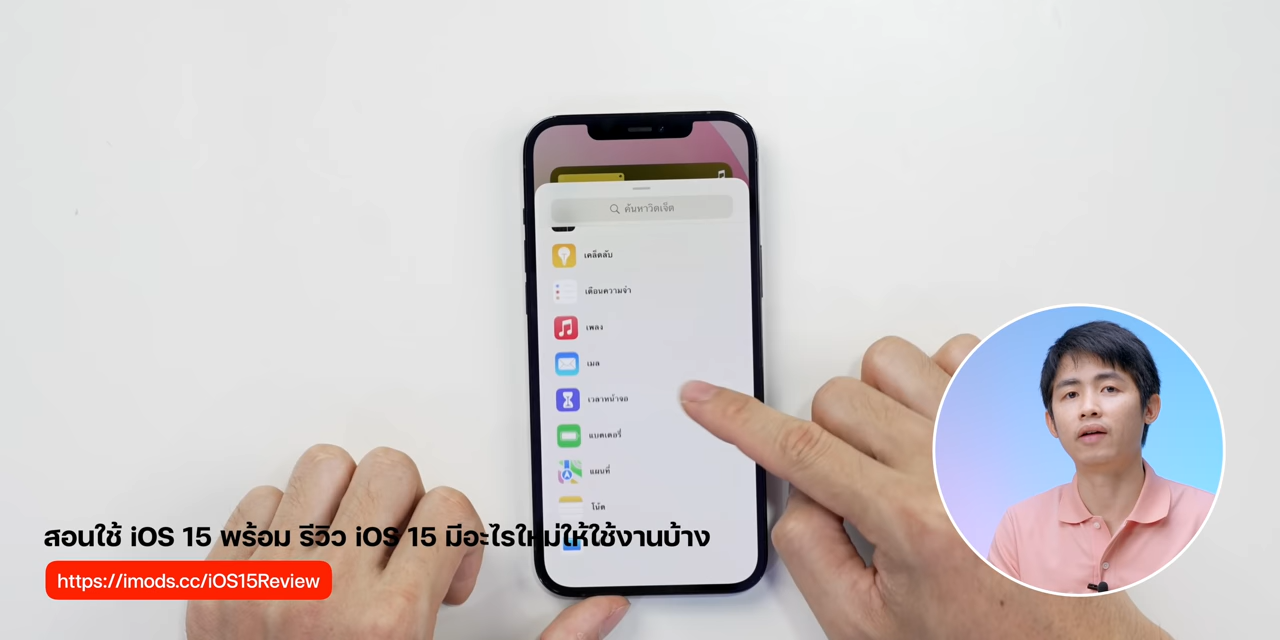 ค้นหาวิดเจ็ต
เคล็ดลับ
เตือนความจำ
เพลง
เมล
เวลาหน้าจอ
แบตเตอรี่
แผนที่
โน้ต
สอนใช้ iOS 15 พร้อม รีวิว iOS 15 มีอะไรใหม่ให้ใช้งานบ้าง
https://imods.cc/iOS15Review